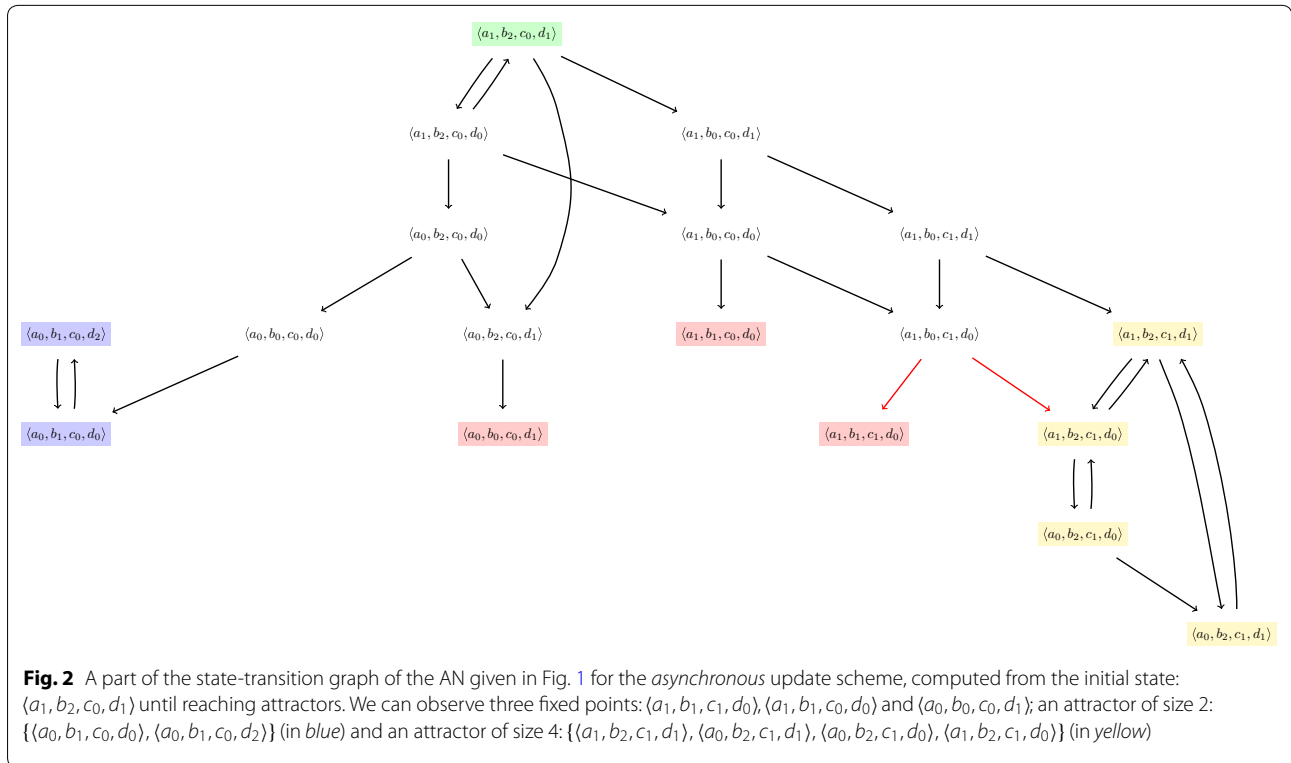 ⟨a₁, b₂, c₀, d₁⟩
⟨a₁, b₂, c₀, d₀⟩ ⟨a₁, b₀, c₀, d₁⟩
⟨a₀, b₂, c₀, d₀⟩ ⟨a₁, b₀, c₀, d₀⟩ ⟨a₁, b₀, c₁, d₁⟩
⟨a₀, b₁, c₀, d₂⟩ ⟨a₀, b₀, c₀, d₀⟩ ⟨a₀, b₂, c₀, d₁⟩ ⟨a₁, b₁, c₀, d₀⟩ ⟨a₁, b₀, c₁, d₀⟩ ⟨a₁, b₂, c₁, d₁⟩
⟨a₀, b₁, c₀, d₀⟩ ⟨a₀, b₀, c₀, d₁⟩ ⟨a₁, b₁, c₁, d₀⟩ ⟨a₁, b₂, c₁, d₀⟩
⟨a₀, b₂, c₁, d₀⟩
⟨a₀, b₂, c₁, d₁⟩
Fig. 2 A part of the state-transition graph of the AN given in Fig. 1 for the asynchronous update scheme, computed from the initial state:
⟨a₁, b₂, c₀, d₁⟩ until reaching attractors. We can observe three fixed points: ⟨a₁, b₁, c₁, d₀⟩, ⟨a₁, b₁, c₀, d₀⟩ and ⟨a₀, b₀, c₀, d₁⟩; an attractor of size 2:
{⟨a₀, b₁, c₀, d₀⟩, ⟨a₀, b₁, c₀, d₂⟩} (in blue) and an attractor of size 4: {⟨a₁, b₂, c₁, d₁⟩, ⟨a₀, b₂, c₁, d₁⟩, ⟨a₀, b₂, c₁, d₀⟩, ⟨a₁, b₂, c₁, d₀⟩} (in yellow)